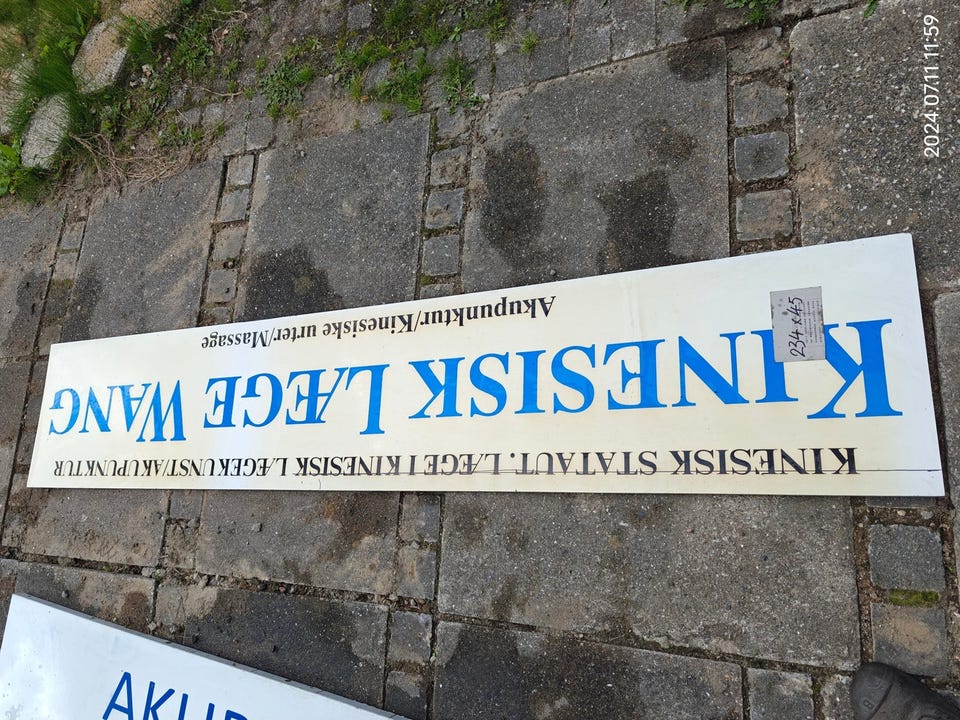 KINESISK STATAUT. LÆGE I KINESISK LÆGEKUNST/AKUPUNKTUR
KINESISK LÆGE WANG
Akupunktur/Kinesiske urter/Massage
234 x 45
AKUP
2024 07.11 11:59